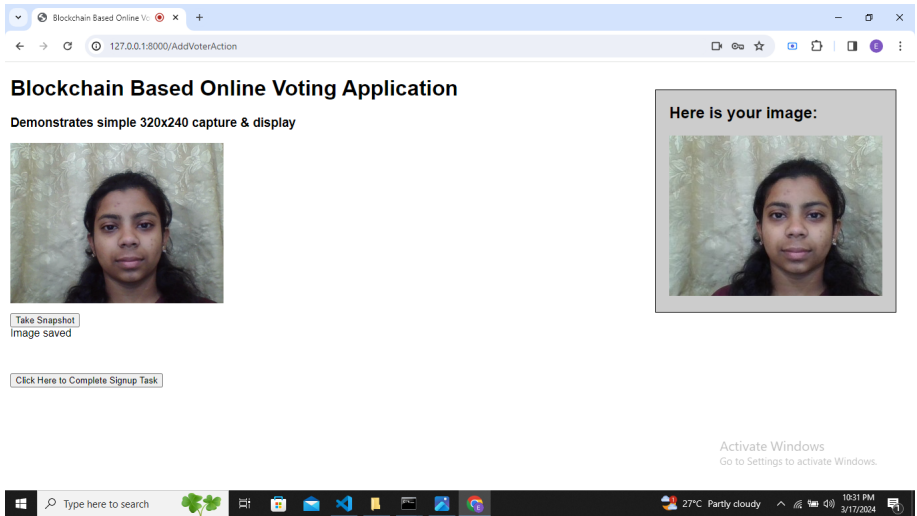 Blockchain Based Online Vo
127.0.0.1:8000/AddVoterAction
E
Blockchain Based Online Voting Application
Demonstrates simple 320x240 capture & display
Here is your image:
Take Snapshot
Image saved
Click Here to Complete Signup Task
Activate Windows
Go to Settings to activate Windows.
Type here to search
E
27°C Partly cloudy
10:31 PM
3/17/2024
1